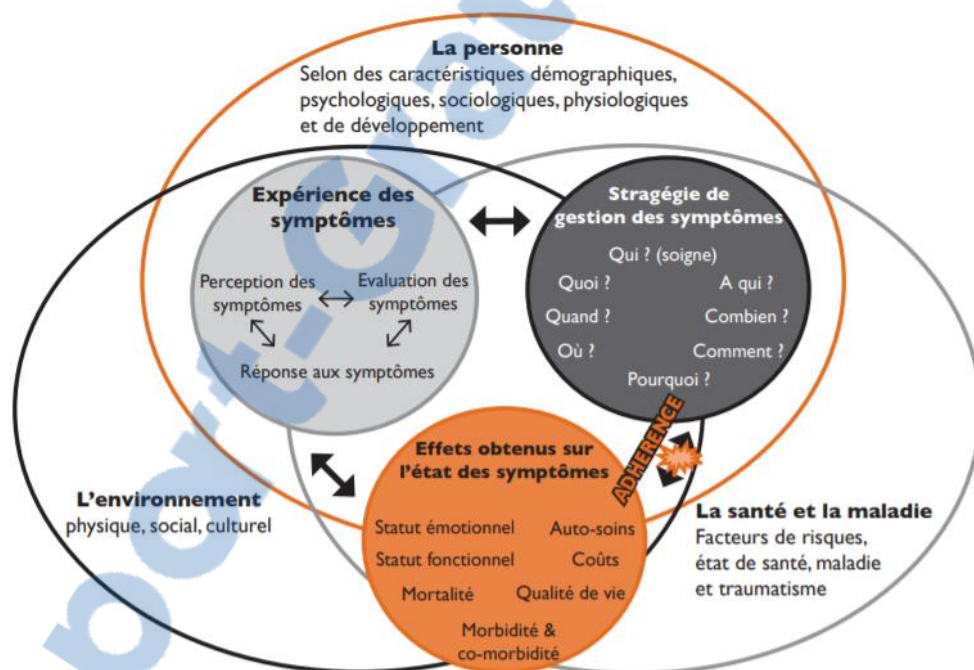 La personne
Selon des caractéristiques démographiques,
psychologiques, sociologiques, physiologiques
et de développement
Expérience des
symptômes
Perception des
symptômes
Evaluation des
symptômes
Réponse aux symptômes
Stragégie de
gestion des symptômes
Qui ? (soigne)
Quoi ?
A qui ?
Quand ?
Combien ?
Où ?
Comment ?
Pourquoi ?
ADHERENCE
Effets obtenus sur
l'état des symptômes
Statut émotionnel
Auto-soins
Statut fonctionnel
Coûts
Mortalité
Qualité de vie
Morbidité &
co-morbidité
L'environnement
physique, social, culturel
La santé et la maladie
Facteurs de risques,
état de santé, maladie
et traumatisme